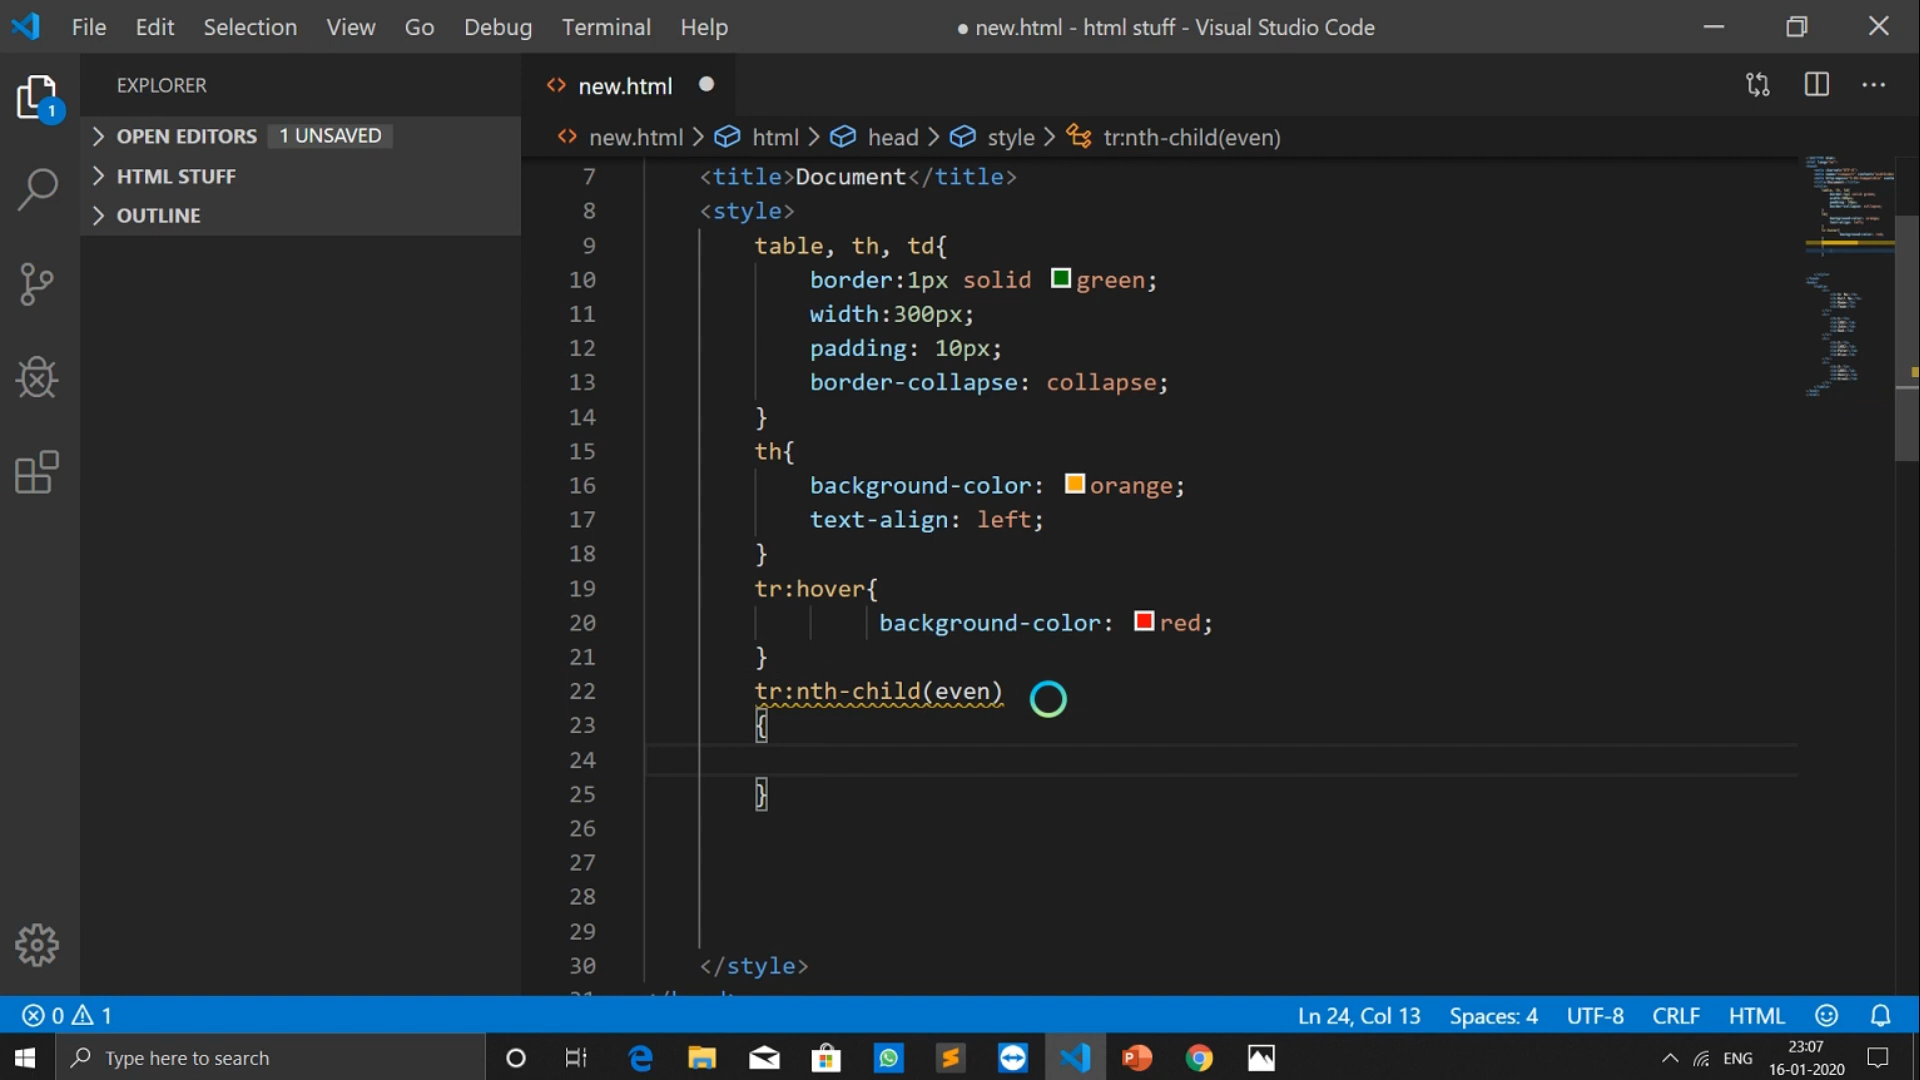 File Edit Selection View Go Debug Terminal Help ● new.html - html stuff - Visual Studio Code
EXPLORER
1
OPEN EDITORS 1 UNSAVED
HTML STUFF
OUTLINE
new.html
new.html > html > head > style > tr:nth-child(even)
7 <title>Document</title>
8 <style>
9 table, th, td{
10 border:1px solid green;
11 width:300px;
12 padding: 10px;
13 border-collapse: collapse;
14 }
15 th{
16 background-color: orange;
17 text-align: left;
18 }
19 tr:hover{
20 background-color: red;
21 }
22 tr:nth-child(even)
23 {
24
25 }
26
27
28
29
30 </style>
0 1 Ln 24, Col 13 Spaces: 4 UTF-8 CRLF HTML
Type here to search
ENG
23:07
16-01-2020